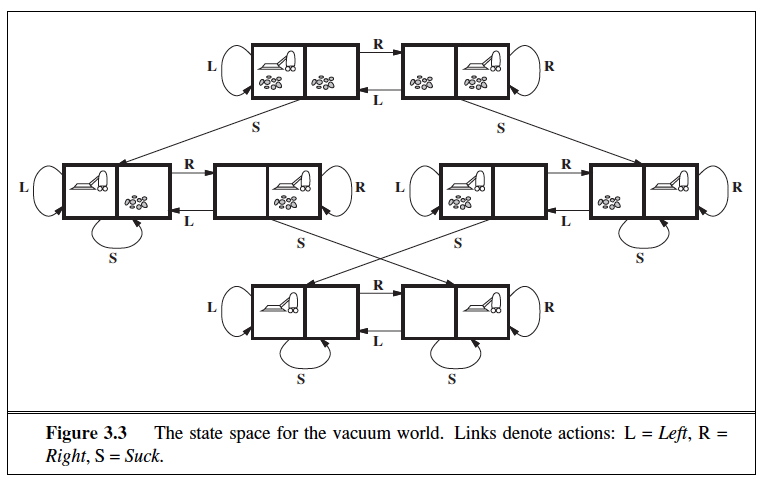 R
L R
L
S S
R R
L R L R
L L
S S S S
R
L R
L
S S
Figure 3.3 The state space for the vacuum world. Links denote actions: L = Left, R =
Right, S = Suck.